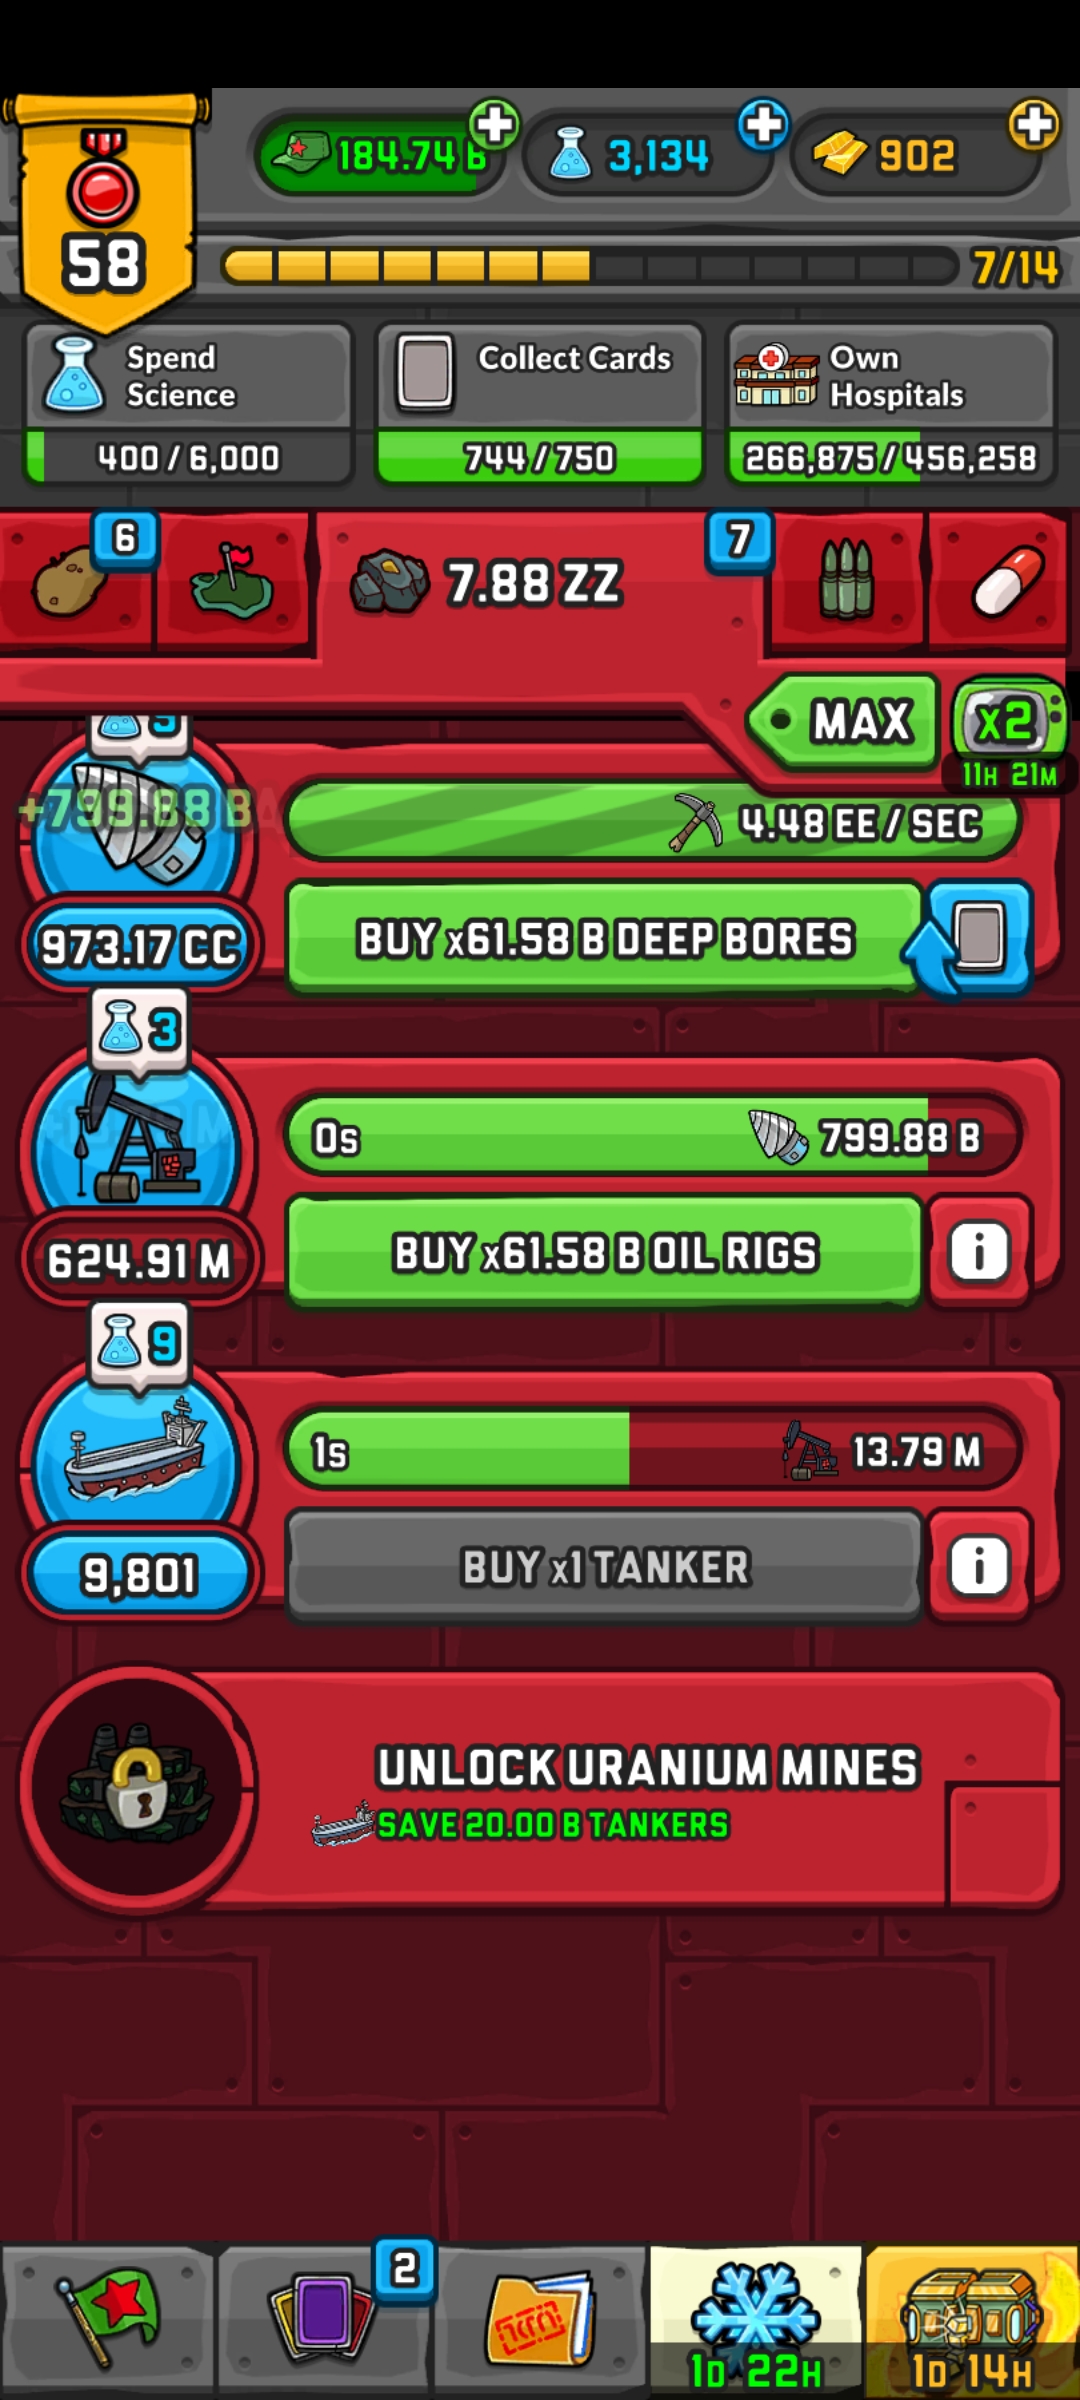 184.74 B
3,134
902
58
7/14
Spend
Science
Collect Cards
Own
Hospitals
400 / 6,000
744 / 750
266,875 / 456,258
6
7.88 ZZ
7
MAX
x2
11H 21M
+799.88 B
4.48 EE / SEC
973.17 CC
BUY x61.58 B DEEP BORES
3
0s
799.88 B
624.91 M
BUY x61.58 B OIL RIGS
i
9
1s
13.79 M
9,801
BUY x1 TANKER
i
UNLOCK URANIUM MINES
SAVE 20.00 B TANKERS
2
1D 22H
1D 14H